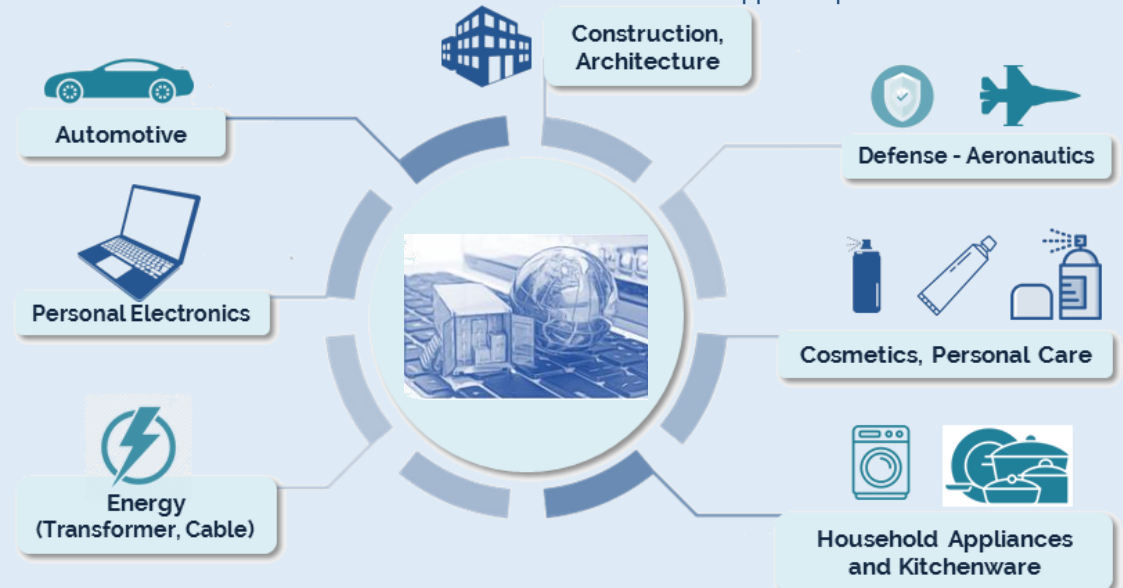 Construction,
Architecture
Automotive
Defense - Aeronautics
Personal Electronics
Cosmetics, Personal Care
Energy
(Transformer, Cable)
Household Appliances
and Kitchenware